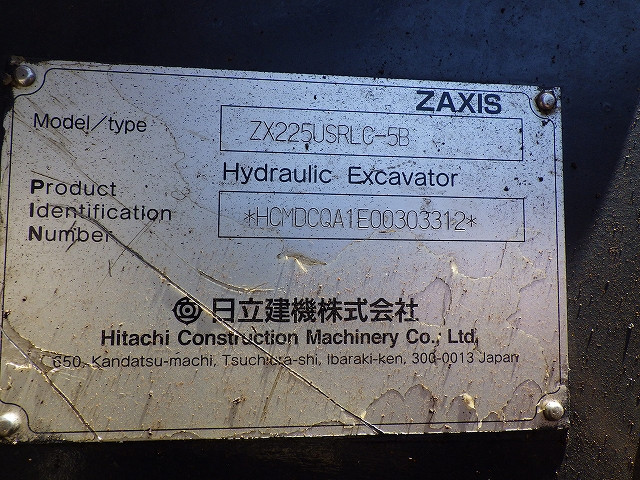 ZAXIS
Model/type ZX225USRLC-5B
Hydraulic Excavator
Product
Identification *HCMDCQA1E00303312*
Number
日立建機株式会社
Hitachi Construction Machinery Co., Ltd.
650, Kandatsu-machi, Tsuchiura-shi, Ibaraki-ken, 300-0013 Japan